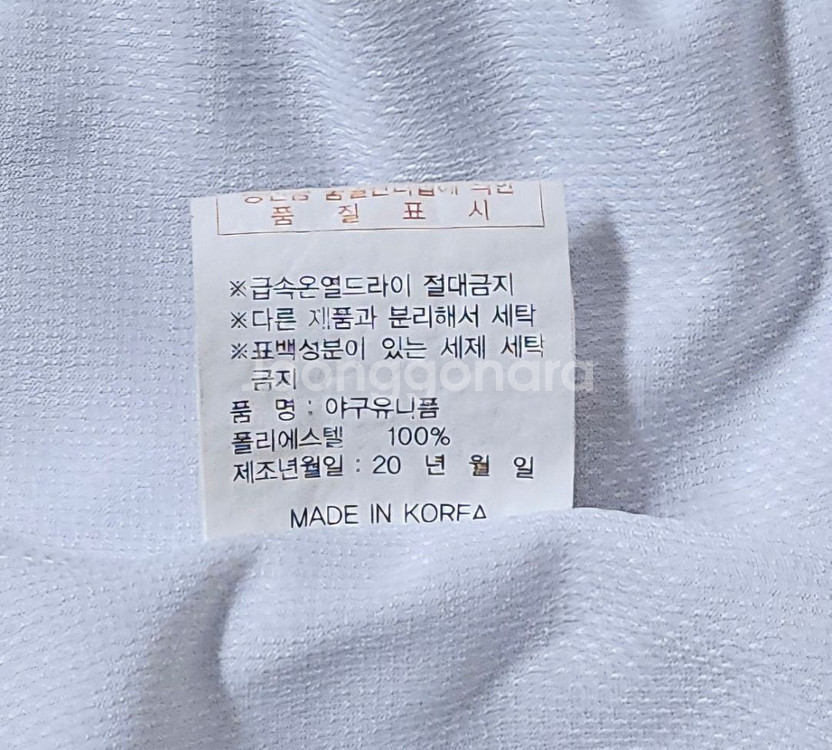 품 질 표 시
※급속온열드라이 절대금지
※다른 제품과 분리해서 세탁
※표백성분이 있는 세제 세탁
금지
품 명 : 야구유니폼
폴리에스텔 100%
제조년월일 : 20 년 월 일
MADE IN KOREA